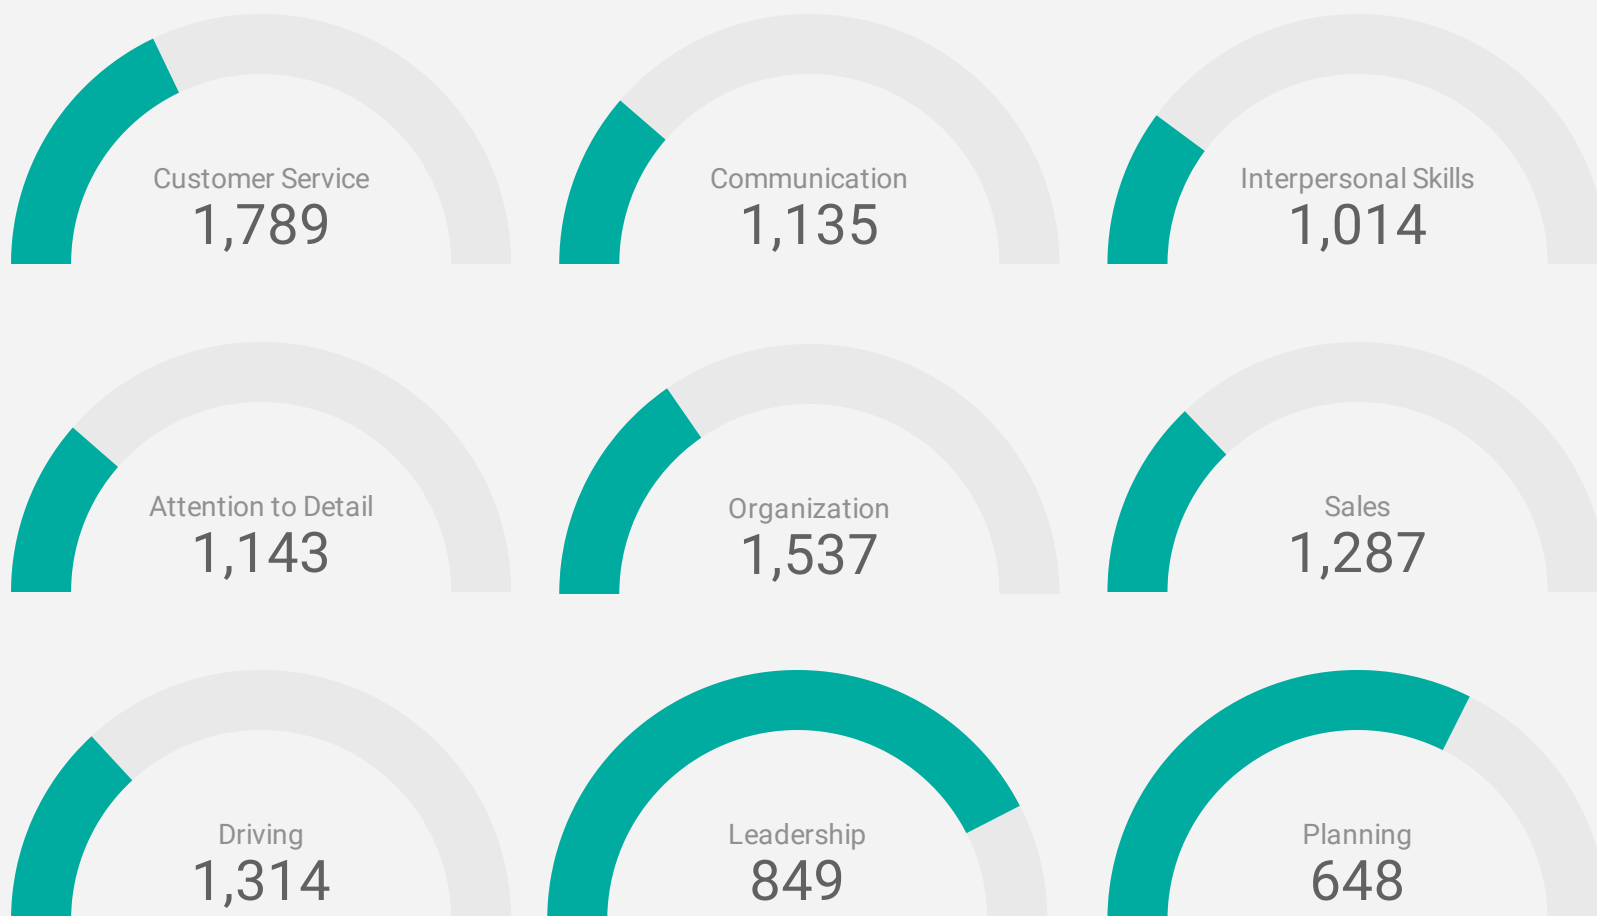 Customer Service
1,789
Communication
1,135
Interpersonal Skills
1,014
Attention to Detail
1,143
Organization
1,537
Sales
1,287
Driving
1,314
Leadership
849
Planning
648